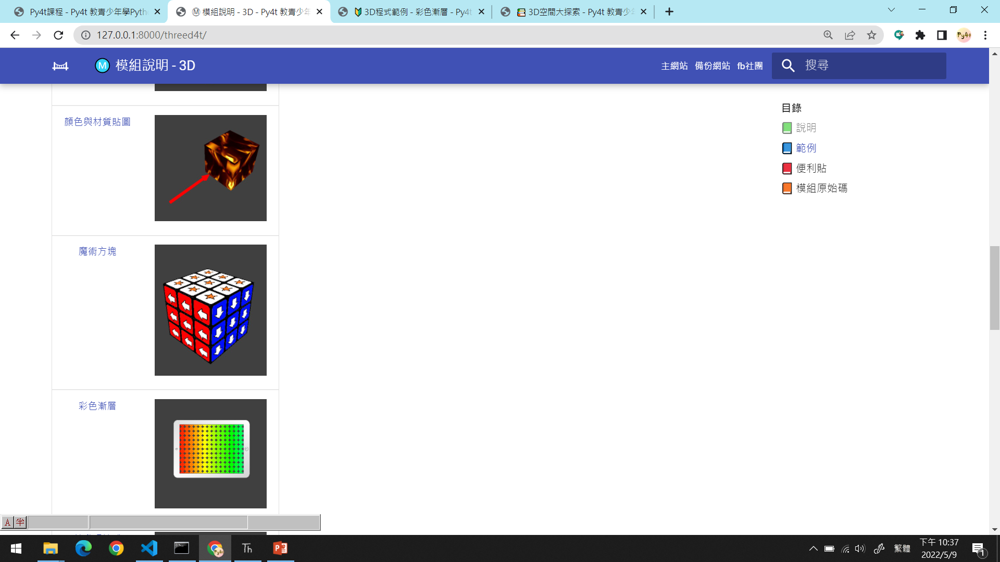 Py4t課程 - Py4t 教青少年學Pyth
Ⓜ 模組說明 - 3D - Py4t 教青少年
3D程式範例 - 彩色漸層 - Py4t
3D空間大探索 - Py4t 教青少年
127.0.0.1:8000/threed4t/
Py4t
M 模組說明 - 3D
主網站 備份網站 fb社團
搜尋
目錄
說明
範例
便利貼
模組原始碼
顏色與材質貼圖
魔術方塊
彩色漸層
A 半
Th
繁體
下午 10:37
2022/5/9
1